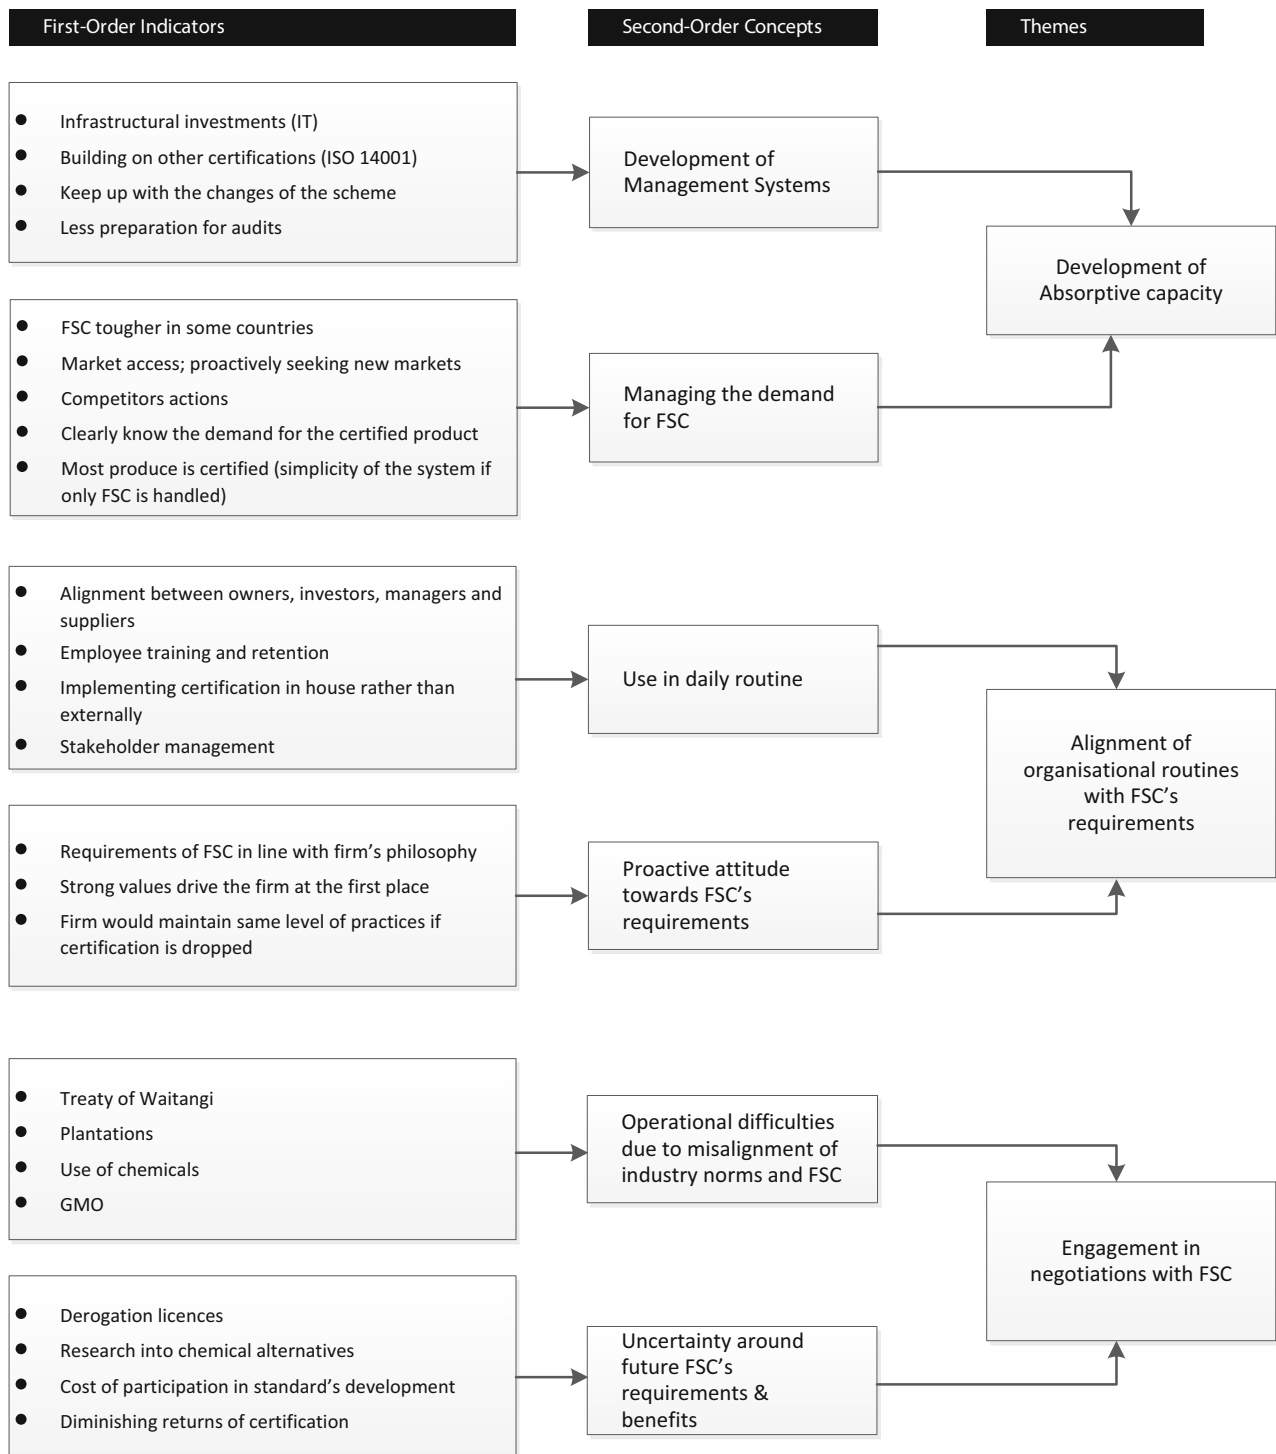 First-Order Indicators
Second-Order Concepts
Themes
● Infrastructural investments (IT)
● Building on other certifications (ISO 14001)
● Keep up with the changes of the scheme
● Less preparation for audits
Development of
Management Systems
● FSC tougher in some countries
● Market access; proactively seeking new markets
● Competitors actions
● Clearly know the demand for the certified product
● Most produce is certified (simplicity of the system if
only FSC is handled)
Managing the demand
for FSC
Development of
Absorptive capacity
● Alignment between owners, investors, managers and
suppliers
● Employee training and retention
● Implementing certification in house rather than
externally
● Stakeholder management
Use in daily routine
● Requirements of FSC in line with firm's philosophy
● Strong values drive the firm at the first place
● Firm would maintain same level of practices if
certification is dropped
Proactive attitude
towards FSC's
requirements
Alignment of
organisational routines
with FSC's
requirements
● Treaty of Waitangi
● Plantations
● Use of chemicals
● GMO
Operational difficulties
due to misalignment of
industry norms and FSC
● Derogation licences
● Research into chemical alternatives
● Cost of participation in standard's development
● Diminishing returns of certification
Uncertainty around
future FSC's
requirements &
benefits
Engagement in
negotiations with FSC